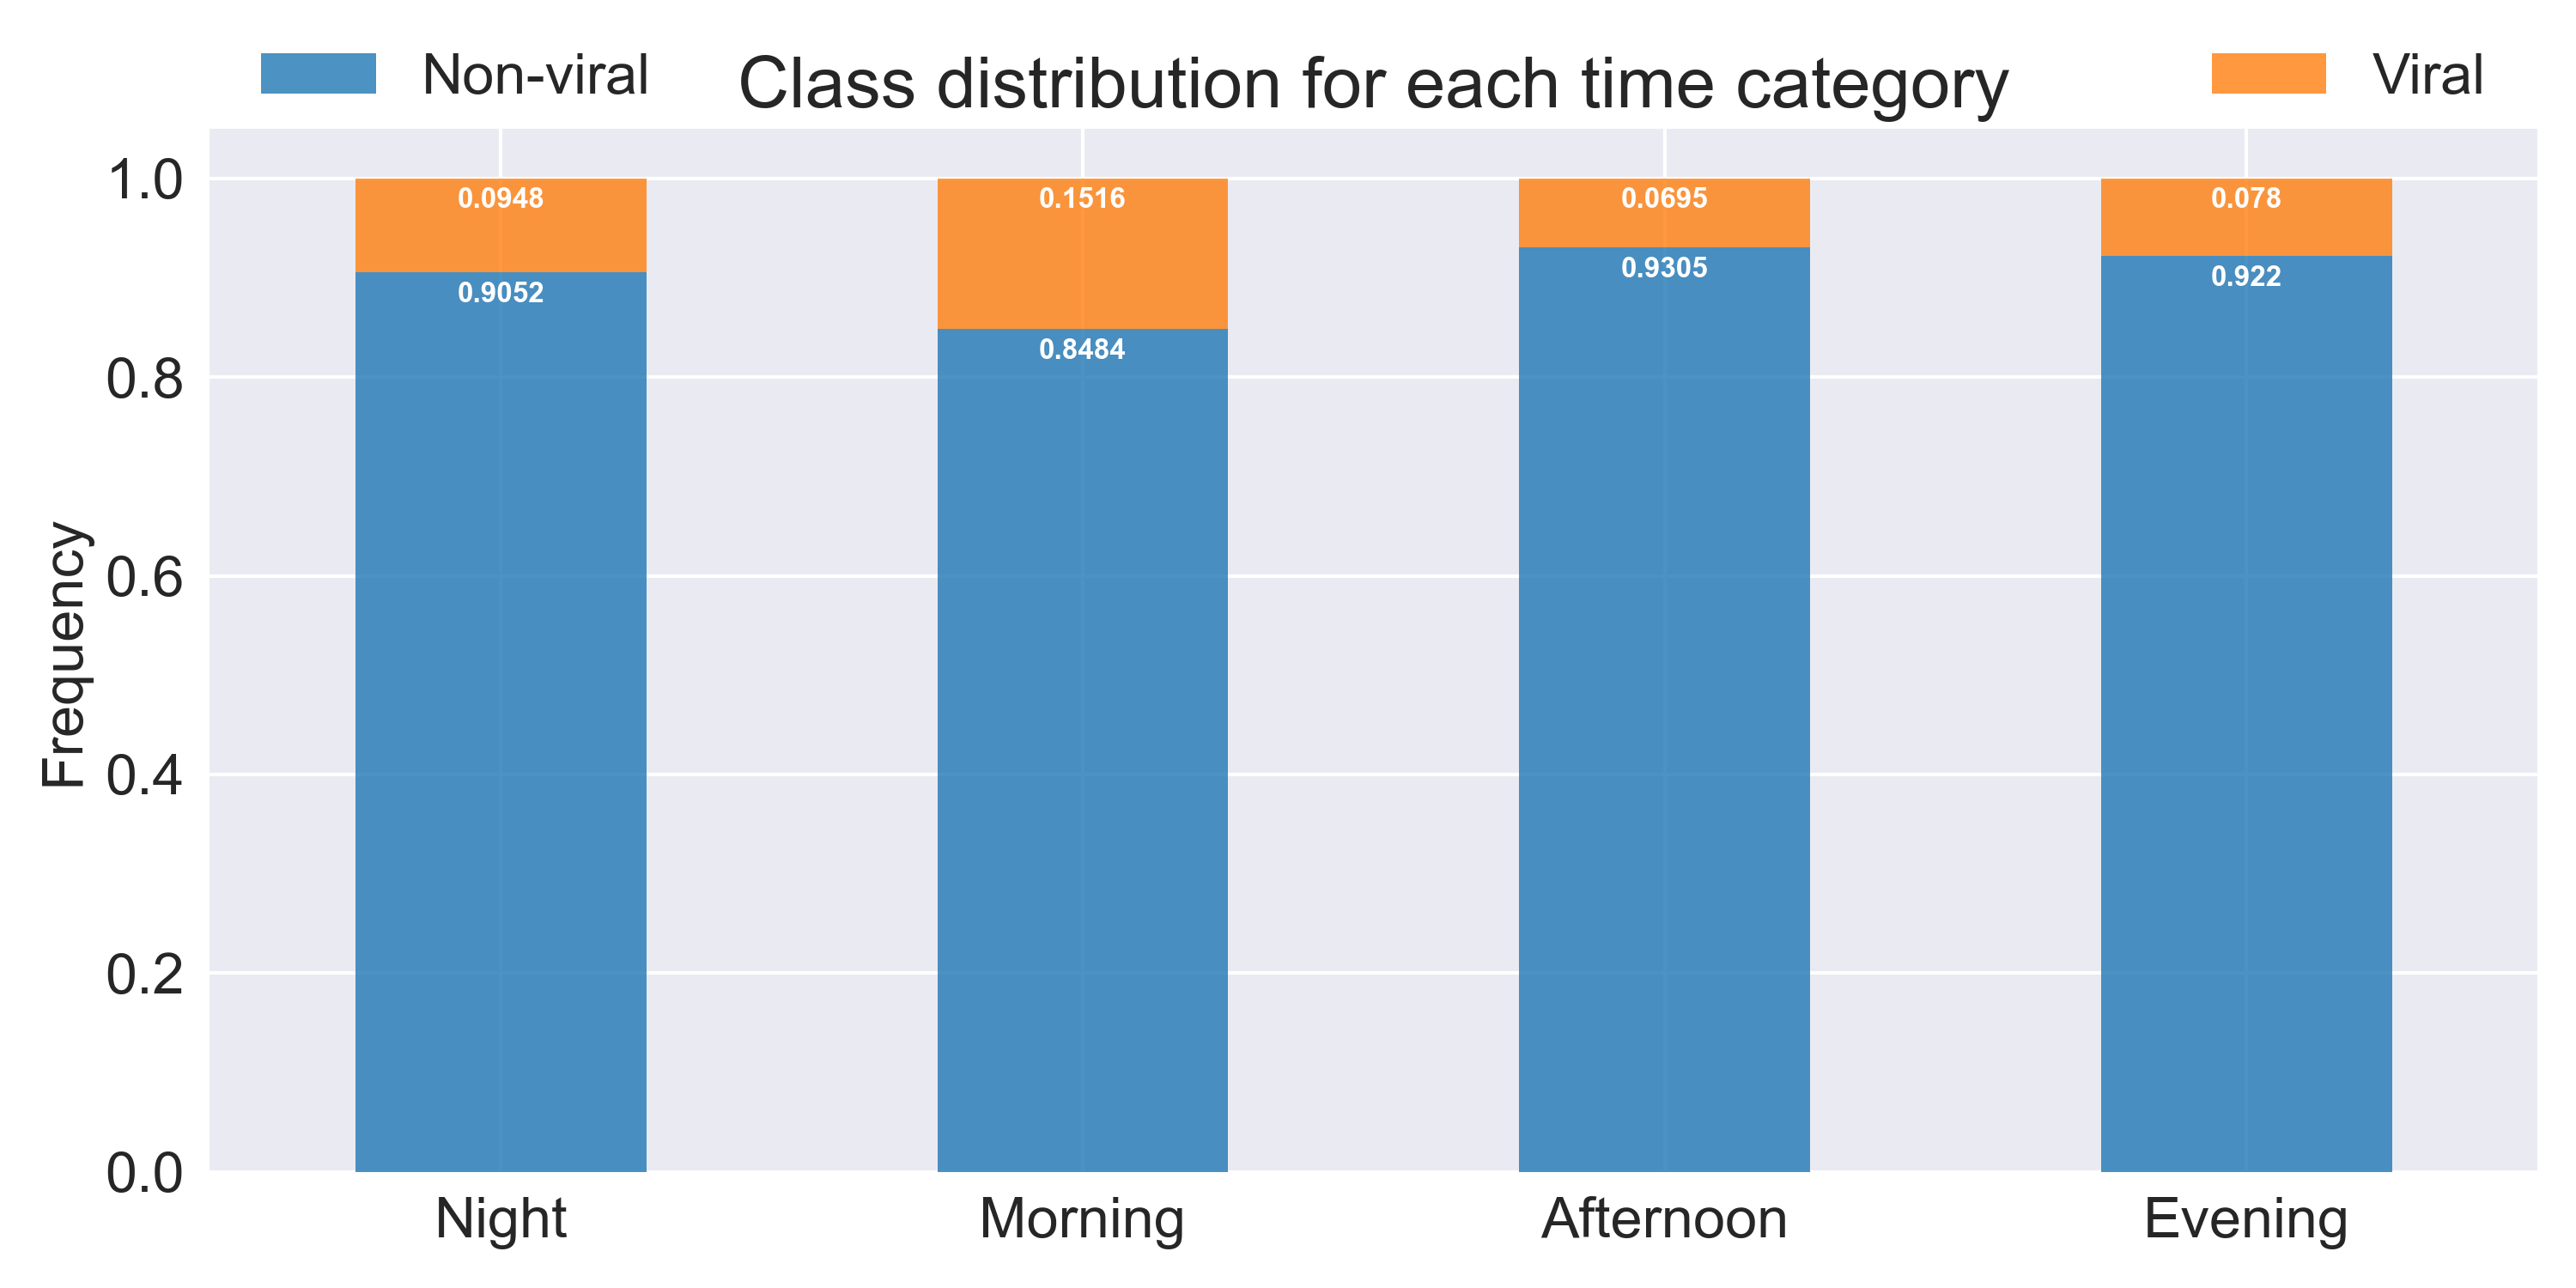 Non-viral
Class distribution for each time category
Viral
1.0
0.8
0.6
0.4
0.2
0.0
Frequency
0.0948
0.9052
0.1516
0.8484
0.0695
0.9305
0.078
0.922
Night
Morning
Afternoon
Evening